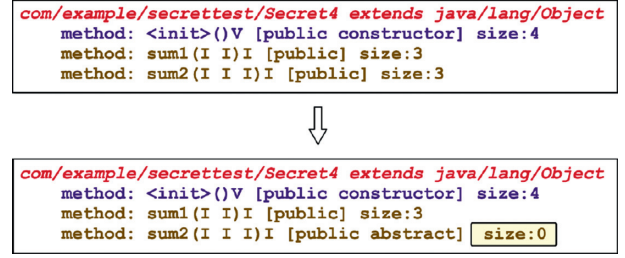 com/example/secrettest/Secret4 extends java/lang/Object
method: <init>()V [public constructor] size:4
method: sum1(I I)I [public] size:3
method: sum2(I I I)I [public] size:3
com/example/secrettest/Secret4 extends java/lang/Object
method: <init>()V [public constructor] size:4
method: sum1(I I)I [public] size:3
method: sum2(I I I)I [public abstract] size:0